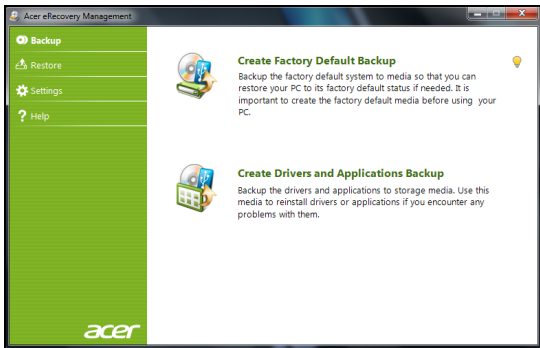 Acer eRecovery Management
Backup
Restore
Settings
? Help
Create Factory Default Backup
Backup the factory default system to media so that you can
restore your PC to its factory default status if needed. It is
important to create the factory default media before using your
PC.
Create Drivers and Applications Backup
Backup the drivers and applications to storage media. Use this
media to reinstall drivers or applications if you encounter any
problems with them.
acer